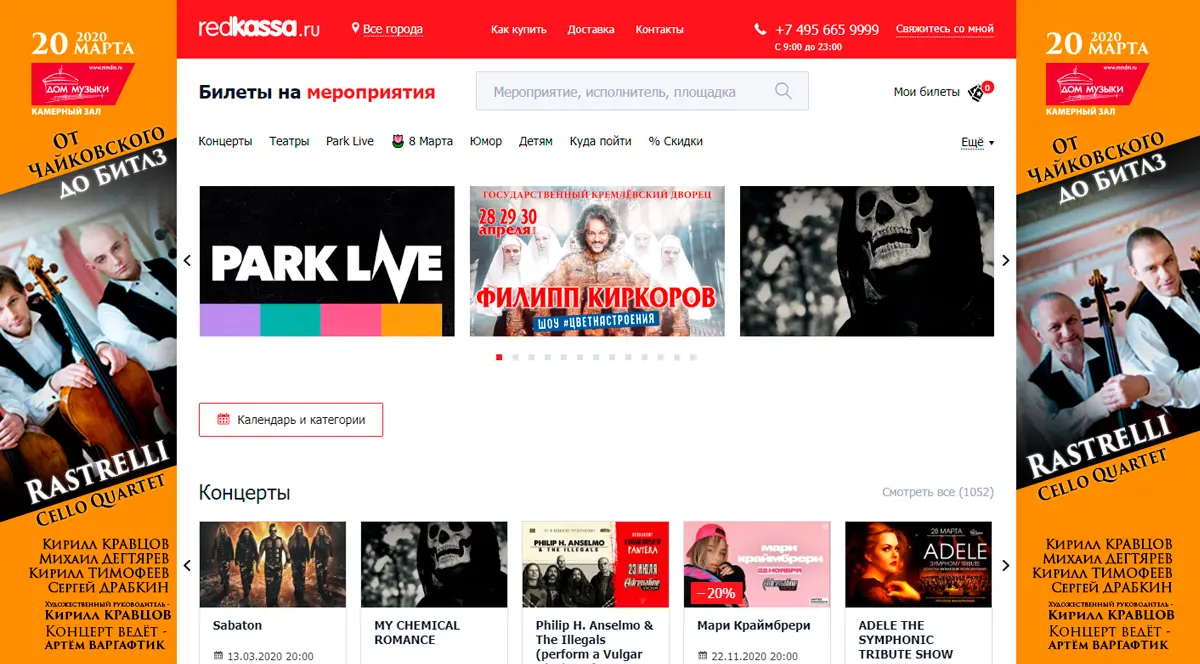 20 2020 МАРТА
www.mmdm.ru
ДОМ МУЗЫКИ
КАМЕРНЫЙ ЗАЛ
От
Чайковского
до Битлз
Rastrelli
Cello Quartet
Кирилл КРАВЦОВ
Михаил ДЕГТЯРЕВ
Кирилл ТИМОФЕЕВ
Сергей ДРАБКИН
Художественный руководитель -
Кирилл КРАВЦОВ
Концерт ведёт -
АРТЁМ ВАРГАФТИК
redkassa.ru
Все города
Как купить Доставка Контакты
+7 495 665 9999
С 9:00 до 23:00
Свяжитесь со мной
Билеты на мероприятия
Мероприятие, исполнитель, площадка
Мои билеты 0
Концерты Театры Park Live 8 Марта Юмор Детям Куда пойти % Скидки Ещё
PARK LIVE
ГОСУДАРСТВЕННЫЙ КРЕМЛЁВСКИЙ ДВОРЕЦ
28 29 30
апреля
ФИЛИПП КИРКОРОВ
ШОУ #ЦВЕТНАСТРОЕНИЯ
Календарь и категории
Концерты
Смотреть все (1052)
PHILIP H. ANSELMO
& THE ILLEGALS
PANTERA
23 ИЮЛЯ
Adrenaline
мари
краймбрери
22 НОЯБРЯ
Adrenaline
−20%
28 МАРТА
ADELE
SYMPHONY TRIBUTE
Sabaton
13.03.2020 20:00
MY CHEMICAL
ROMANCE
Philip H. Anselmo &
The Illegals
(perform a Vulgar
Мари Краймбрери
22.11.2020 20:00
ADELE THE
SYMPHONIC
TRIBUTE SHOW
20 2020 МАРТА
www.mmdm.ru
ДОМ МУЗЫКИ
КАМЕРНЫЙ ЗАЛ
От
Чайковского
до Битлз
Rastrelli
Cello Quartet
Кирилл КРАВЦОВ
Михаил ДЕГТЯРЕВ
Кирилл ТИМОФЕЕВ
Сергей ДРАБКИН
Художественный руководитель -
Кирилл КРАВЦОВ
Концерт ведёт -
АРТЁМ ВАРГАФТИК